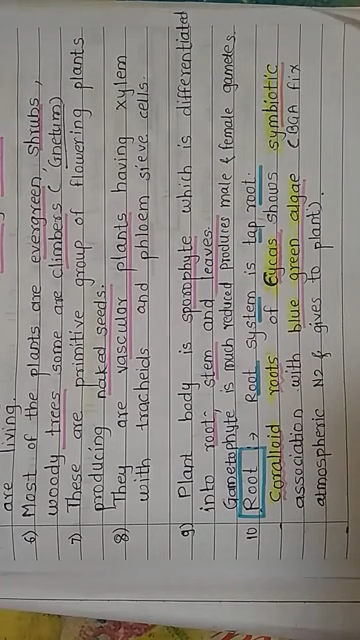 are living.
6) Most of the plants are evergreen, shrubs,
woody trees, some are climbers (Gnetum)
7) These are primitive group of flowering plants
producing naked seeds.
8) They are vascular plants having xylem
with tracheids and phloem sieve cells.
9) Plant body is sporophyte which is differentiated
into root, stem and leaves.
Gametophyte is much reduced produces male & female gametes.
10 Root → Root system is tap root.
Coralloid roots of Cycas shows symbiotic
association with blue green algae (BGA fix
atmospheric N2 & gives to plant).